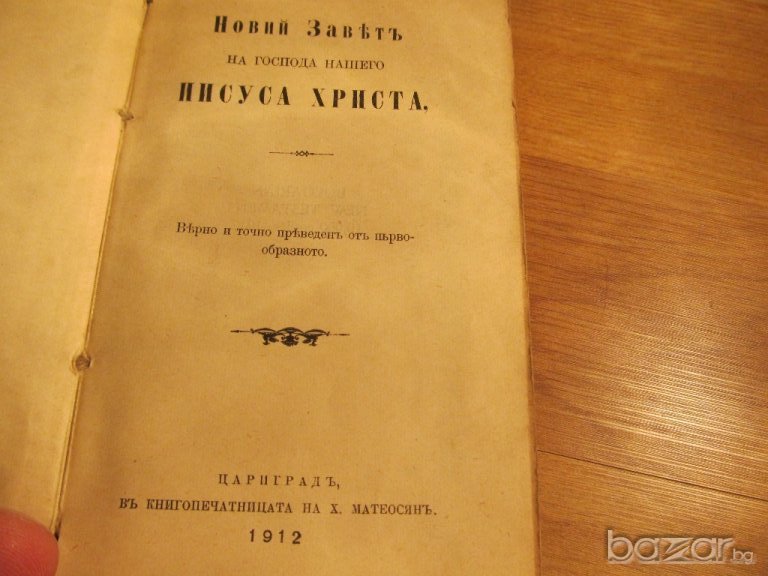 Новий Завѣтъ
НА ГОСПОДА НАШЕГО
ИИСУСА ХРИСТА,
Вѣрно и точно прѣведенъ отъ първо-
образното.
ЦАРИГРАДЪ,
ВЪ КНИГОПЕЧАТНИЦАТА НА Х. МАТЕОСЯНЪ.
1912
bazar.bg